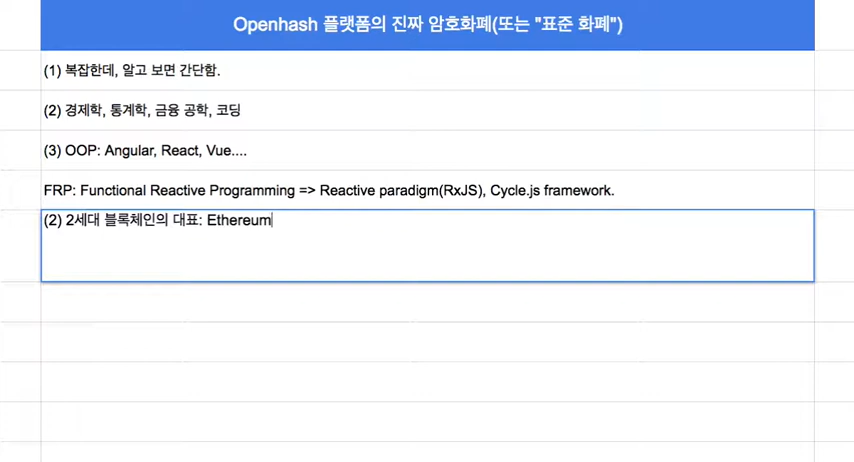 Openhash 플랫폼의 진짜 암호화폐(또는 "표준 화폐")
(1) 복잡한데, 알고 보면 간단함.
(2) 경제학, 통계학, 금융 공학, 코딩
(3) OOP: Angular, React, Vue....
FRP: Functional Reactive Programming => Reactive paradigm(RxJS), Cycle.js framework.
(2) 2세대 블록체인의 대표: Ethereum